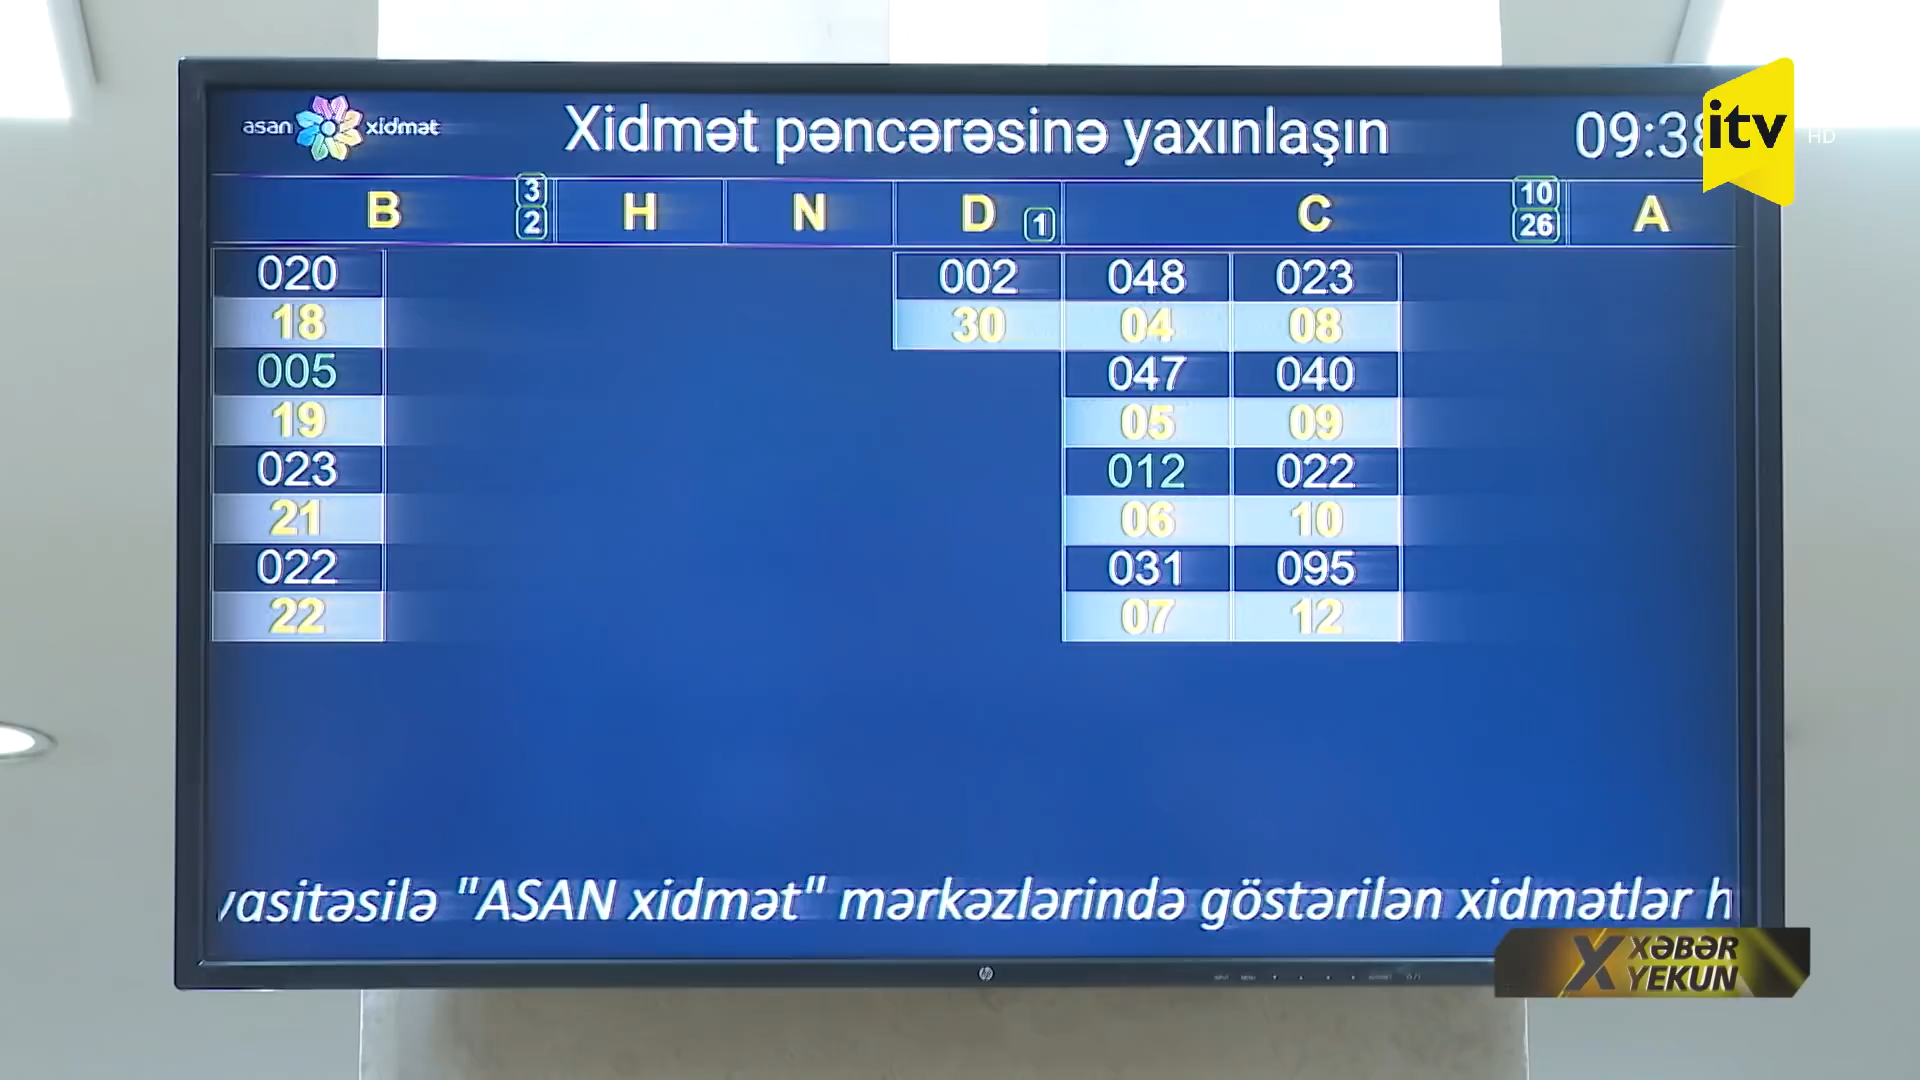 asan xidmət
Xidmət pəncərəsinə yaxınlaşın
09:38
itv
HD
B 3 2 H N D 1 C 10 26 A
020 002 048 023
18 30 04 08
005 047 040
19 05 09
023 012 022
21 06 10
022 031 095
22 07 12
vasitəsilə "ASAN xidmət" mərkəzlərində göstərilən xidmətlər h
hp
X XƏBƏR
YEKUN